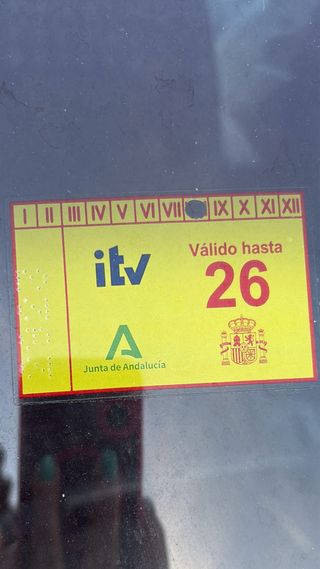 I II III IV V VI VII IX X XI XII
itv
Válido hasta
26
Junta de Andalucía